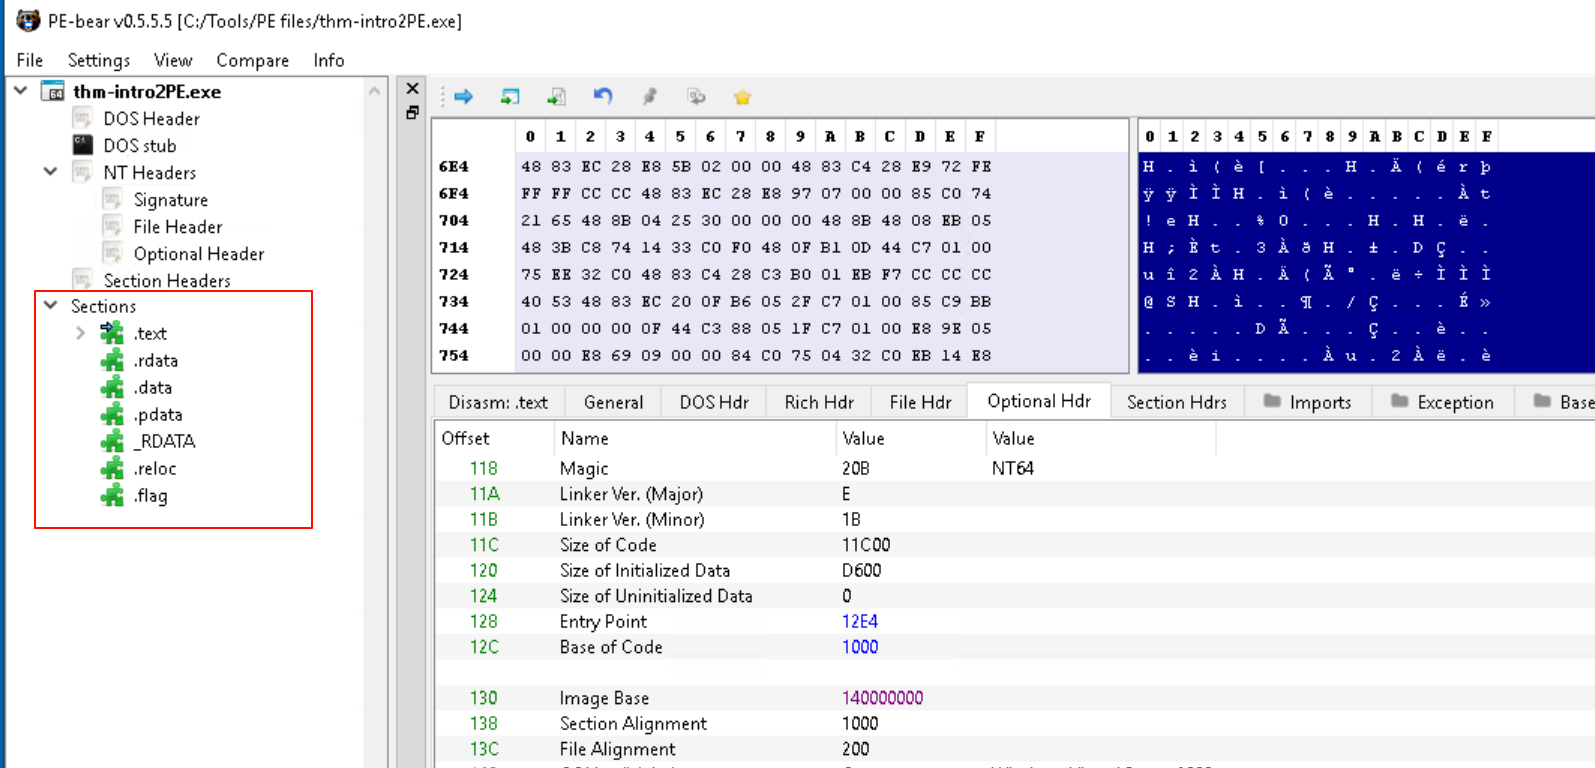 PE-bear v0.5.5.5 [C:/Tools/PE files/thm-intro2PE.exe]
File Settings View Compare Info
thm-intro2PE.exe
DOS Header
DOS stub
NT Headers
Signature
File Header
Optional Header
Section Headers
Sections
.text
.rdata
.data
.pdata
_RDATA
.reloc
.flag
0 1 2 3 4 5 6 7 8 9 A B C D E F
6E4 48 83 EC 28 E8 5B 02 00 00 48 83 C4 28 E9 72 FE
6F4 FF FF CC CC 48 83 EC 28 E8 97 07 00 00 85 C0 74
704 21 65 48 8B 04 25 30 00 00 00 48 8B 48 08 EB 05
714 48 3B C8 74 14 33 C0 F0 48 0F B1 0D 44 C7 01 00
724 75 EE 32 C0 48 83 C4 28 C3 B0 01 EB F7 CC CC CC
734 40 53 48 83 EC 20 0F B6 05 2F C7 01 00 85 C9 BB
744 01 00 00 00 0F 44 C3 88 05 1F C7 01 00 E8 9E 05
754 00 00 E8 69 09 00 00 84 C0 75 04 32 C0 EB 14 E8
0 1 2 3 4 5 6 7 8 9 A B C D E F
H . ì ( è [ . . . H . Ä ( é r þ
ÿ ÿ Ì Ì H . ì ( è . . . . . À t
! e H . . % 0 . . . H . H . ë .
H ; È t . 3 À ð H . ± . D Ç . .
u î 2 À H . Ä ( Ã ° . ë ÷ Ì Ì Ì
@ S H . ì . . ¶ . / Ç . . . É »
. . . . . D Ã . . . Ç . . è . .
. . è i . . . . À u . 2 À ë . è
Disasm: .text General DOS Hdr Rich Hdr File Hdr Optional Hdr Section Hdrs Imports Exception Base
Offset Name Value Value
118 Magic 20B NT64
11A Linker Ver. (Major) E
11B Linker Ver. (Minor) 1B
11C Size of Code 11C00
120 Size of Initialized Data D600
124 Size of Uninitialized Data 0
128 Entry Point 12E4
12C Base of Code 1000
130 Image Base 140000000
138 Section Alignment 1000
13C File Alignment 200